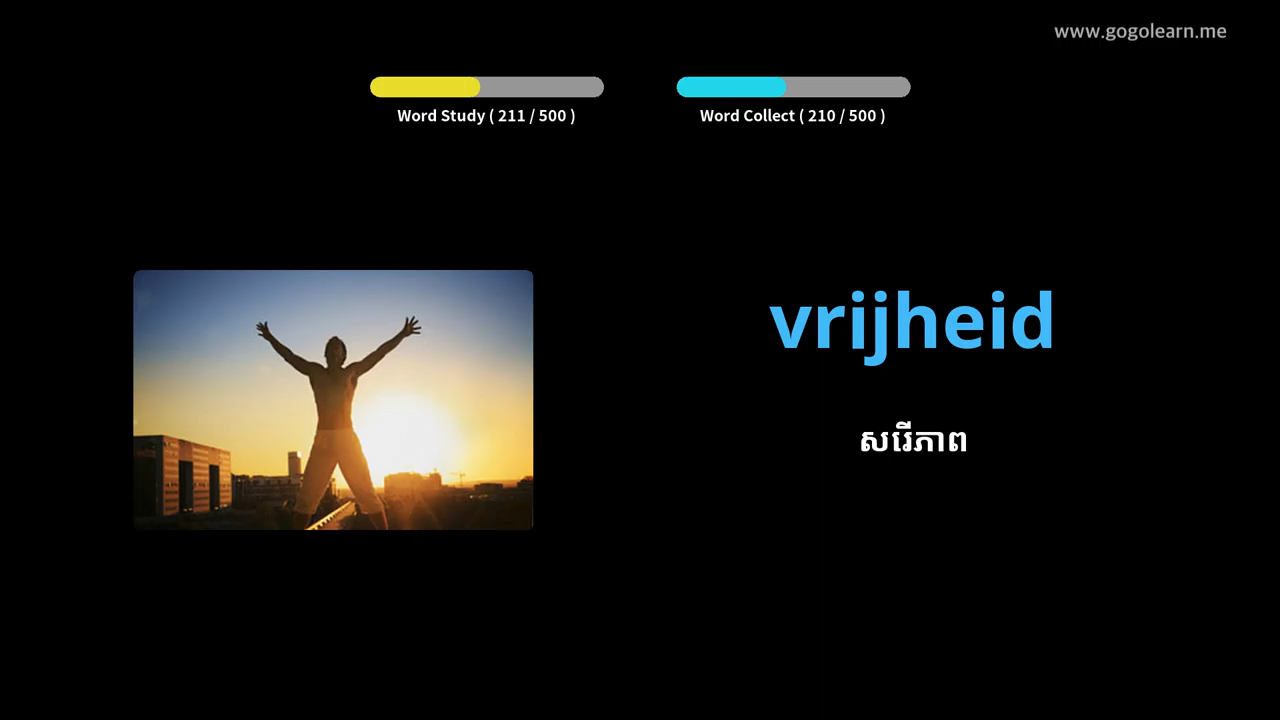 www.gogolearn.me
Word Study ( 211 / 500 )
Word Collect ( 210 / 500 )
vrijheid
សេរីភាព